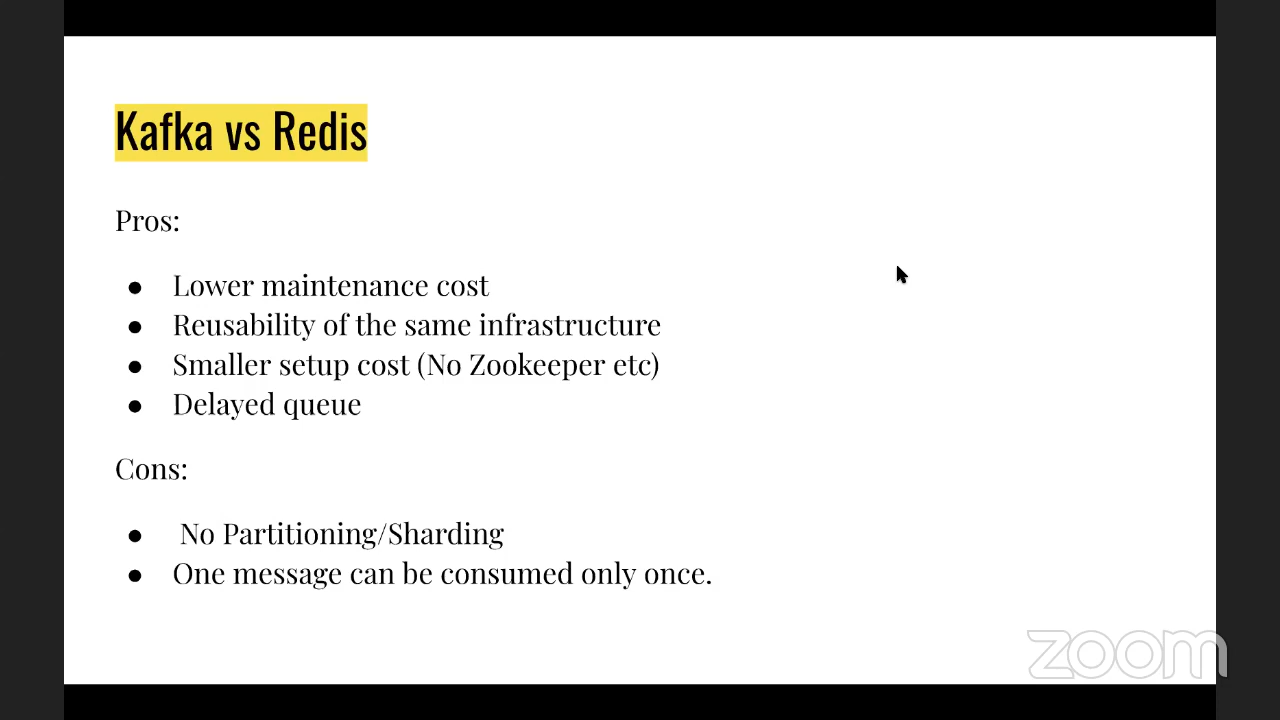 Kafka vs Redis
Pros:
● Lower maintenance cost
● Reusability of the same infrastructure
● Smaller setup cost (No Zookeeper etc)
● Delayed queue
Cons:
● No Partitioning/Sharding
● One message can be consumed only once.
zoom